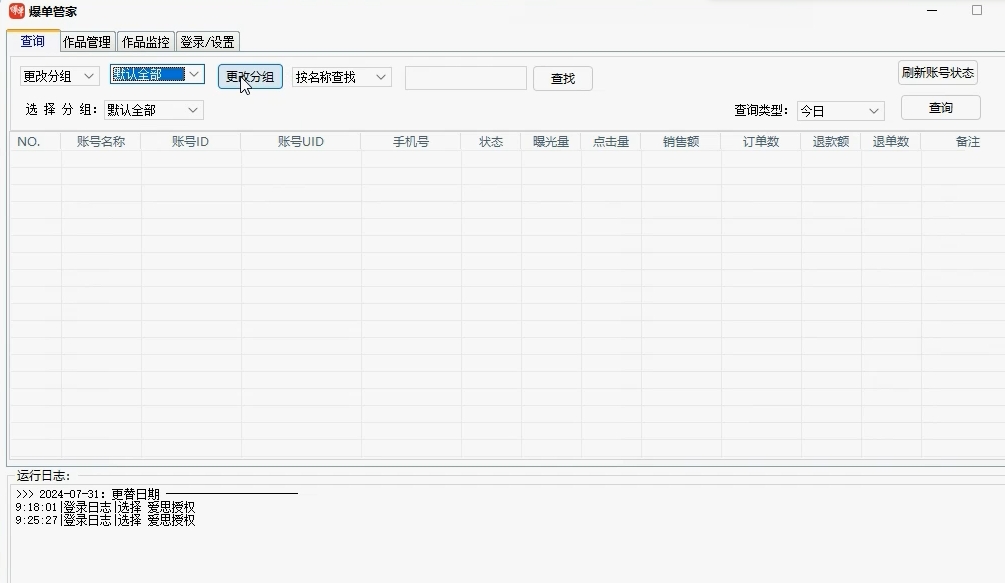 爆单 爆单管家
查询 作品管理 作品监控 登录/设置
更改分组 默认全部 更改分组 按名称查找 查找 刷新账号状态
选 择 分 组: 默认全部 查询类型: 今日 查询
NO. 账号名称 账号ID 账号UID 手机号 状态 曝光量 点击量 销售额 订单数 退款额 退单数 备注
运行日志:
>>> 2024-07-31: 更替日期 ————————————
9:18:01|登录日志|选择 爱思授权
9:25:27|登录日志|选择 爱思授权